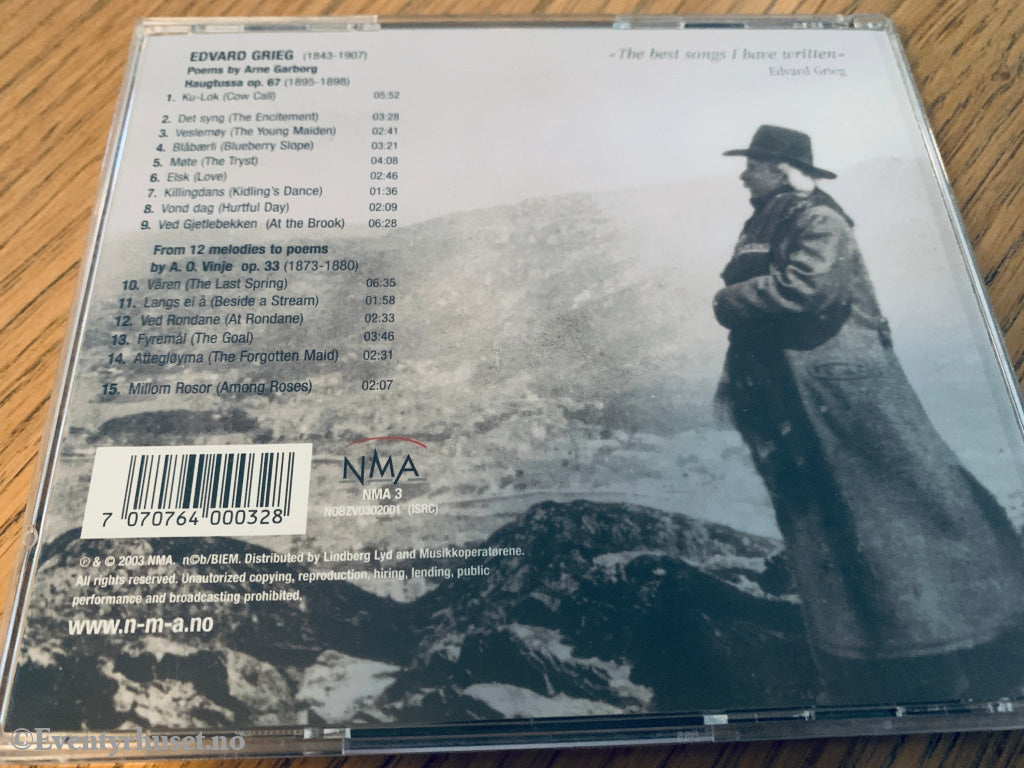 EDVARD GRIEG (1843-1907)
Poems by Arne Garborg
Haugtussa op. 67 (1895-1898)
1. Ku-Lok (Cow Call) 05:52
2. Det syng (The Encitement) 03:28
3. Veslemøy (The Young Maiden) 02:41
4. Blåbærli (Blueberry Slope) 03:21
5. Møte (The Tryst) 04:08
6. Elsk (Love) 02:46
7. Killingdans (Kidling's Dance) 01:36
8. Vond dag (Hurtful Day) 02:09
9. Ved Gjetlebekken (At the Brook) 06:28
From 12 melodies to poems
by A. O. Vinje op. 33 (1873-1880)
10. Våren (The Last Spring) 06:35
11. Langs ei å (Beside a Stream) 01:58
12. Ved Rondane (At Rondane) 02:33
13. Fyremål (The Goal) 03:46
14. Attegløyma (The Forgotten Maid) 02:31
15. Millom Rosor (Among Roses) 02:07
«The best songs I have written»
Edvard Grieg
7 070764 000328
NMA
NMA 3
NOBZV0302001 (ISRC)
℗ & © 2003 NMA. n©b/BIEM. Distributed by Lindberg Lyd and Musikkoperatørene.
All rights reserved. Unautorized copying, reproduction, hiring, lending, public
performance and broadcasting prohibited.
www.n-m-a.no
©Eventyrhuset.no